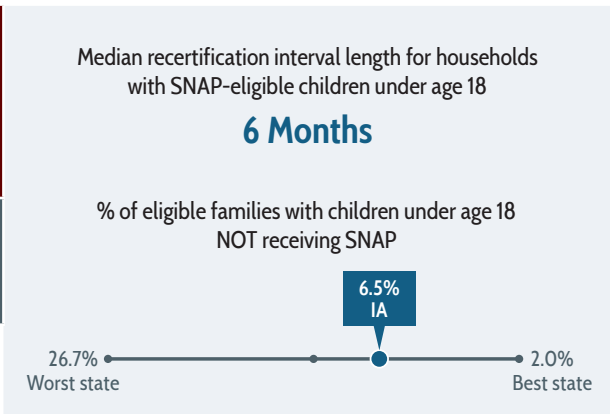 Median recertification interval length for households
with SNAP-eligible children under age 18
6 Months
% of eligible families with children under age 18
NOT receiving SNAP
6.5%
IA
26.7%
Worst state
2.0%
Best state